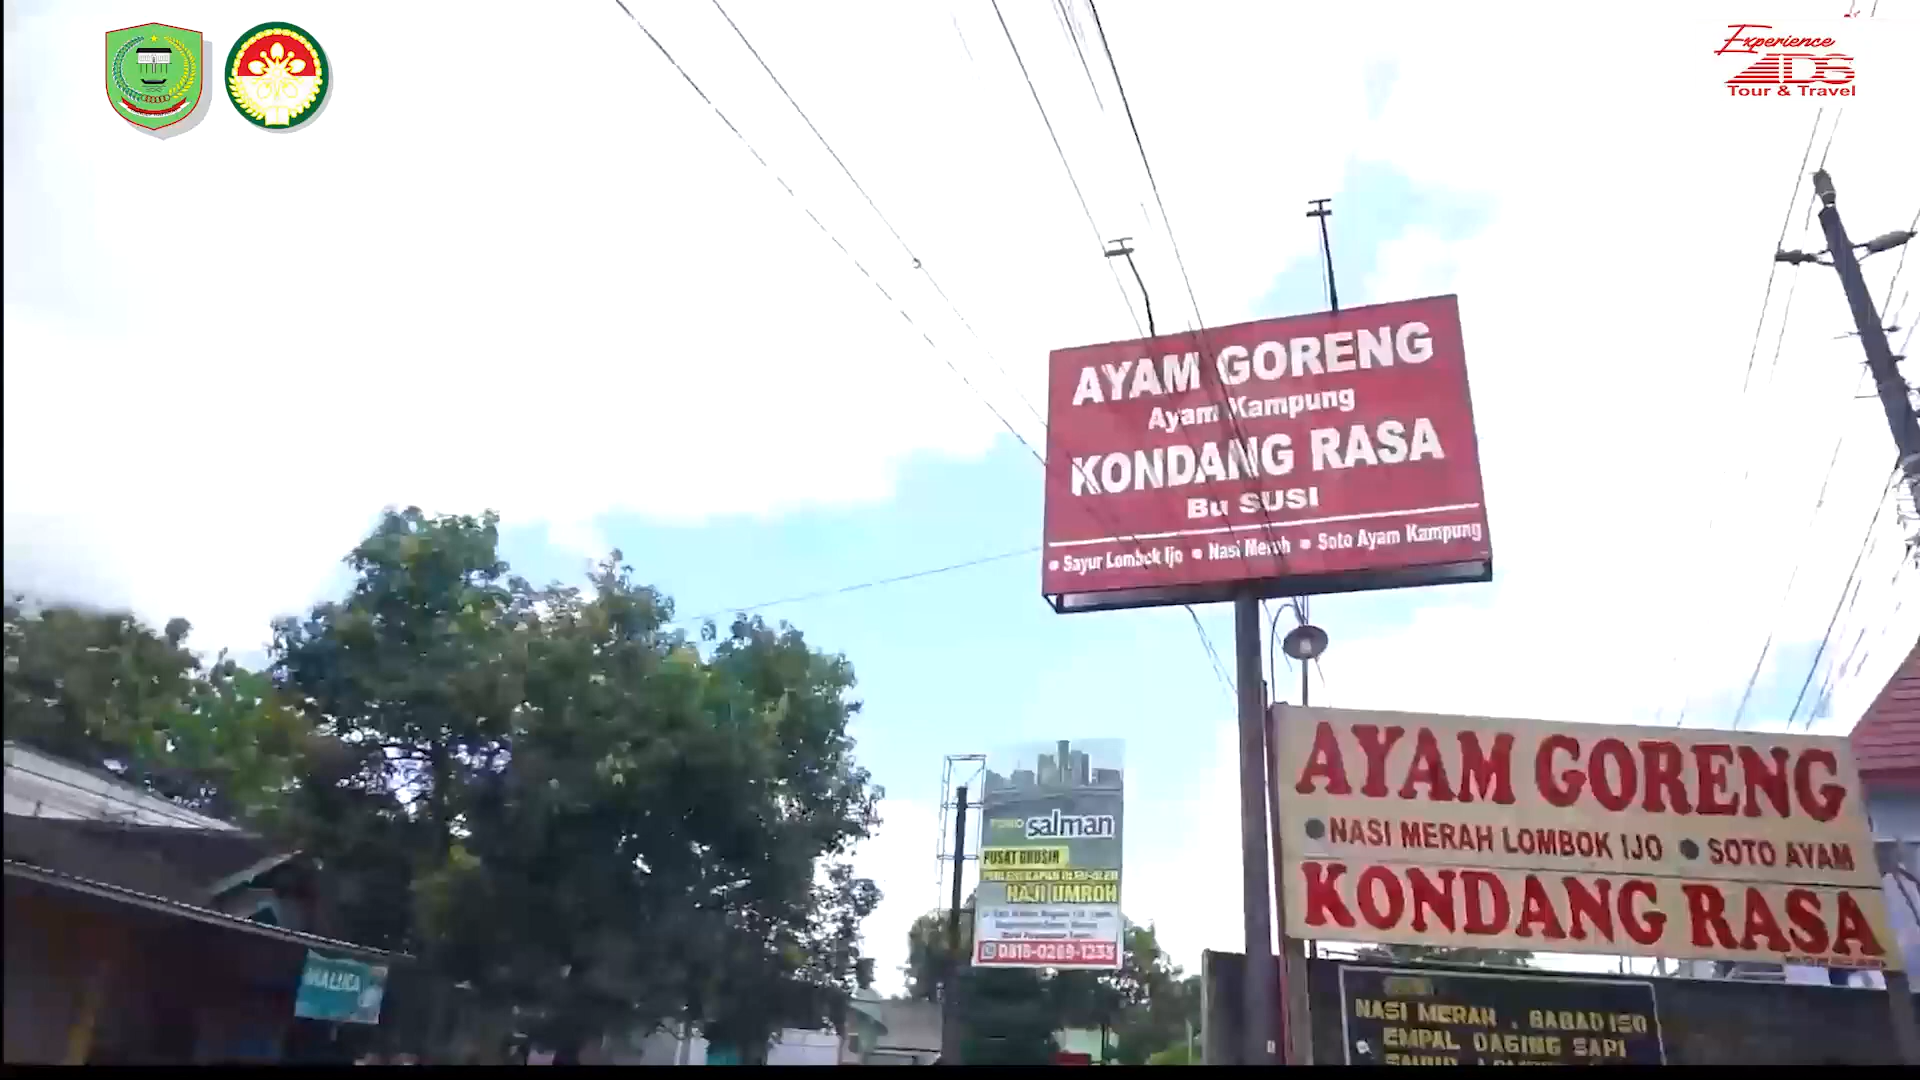 Experience
ADS
Tour & Travel
AYAM GORENG
Ayam Kampung
KONDANG RASA
Bu SUSI
• Sayur Lombok Ijo • Nasi Merah • Soto Ayam Kampung
AYAM GORENG
•NASI MERAH LOMBOK IJO •SOTO AYAM
KONDANG RASA
salman
PUSAT GROSIR
HAJI UMROH
0818-0269-1233
NASI MERAH . BABAD ISO
EMPAL DAGING SAPI